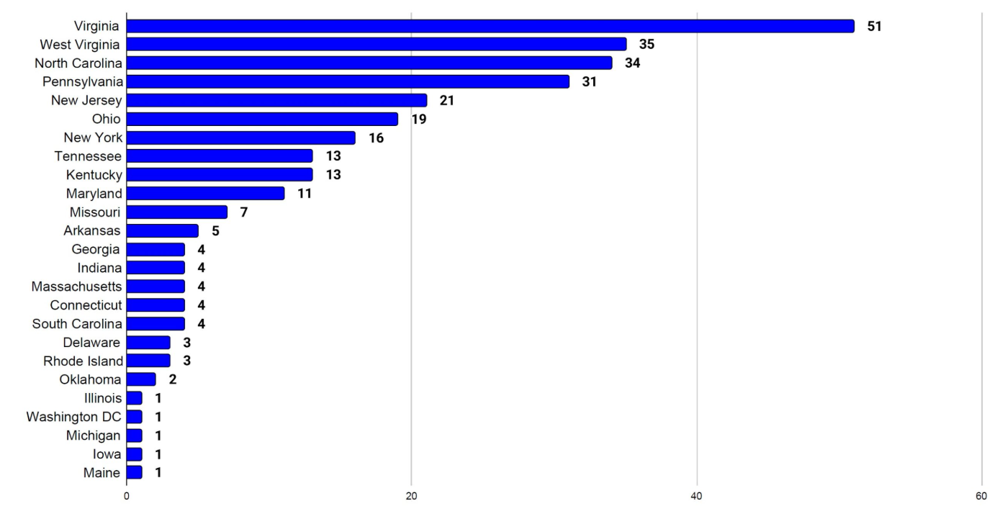 Virginia 51
West Virginia 35
North Carolina 34
Pennsylvania 31
New Jersey 21
Ohio 19
New York 16
Tennessee 13
Kentucky 13
Maryland 11
Missouri 7
Arkansas 5
Georgia 4
Indiana 4
Massachusetts 4
Connecticut 4
South Carolina 4
Delaware 3
Rhode Island 3
Oklahoma 2
Illinois 1
Washington DC 1
Michigan 1
Iowa 1
Maine 1
0 20 40 60